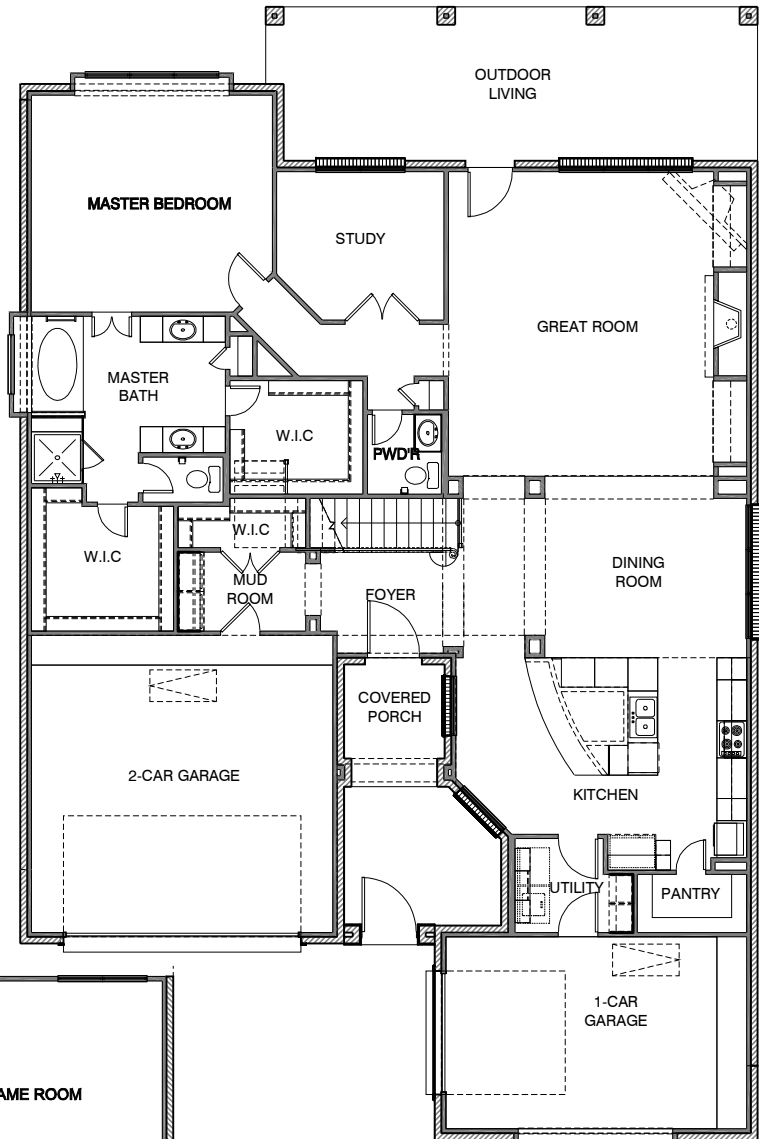 OUTDOOR
LIVING
MASTER BEDROOM
STUDY
GREAT ROOM
MASTER
BATH
W.I.C
PWD'R
W.I.C
W.I.C
MUD
ROOM
FOYER
DINING
ROOM
COVERED
PORCH
2-CAR GARAGE
KITCHEN
UTILITY
PANTRY
1-CAR
GARAGE
AME ROOM